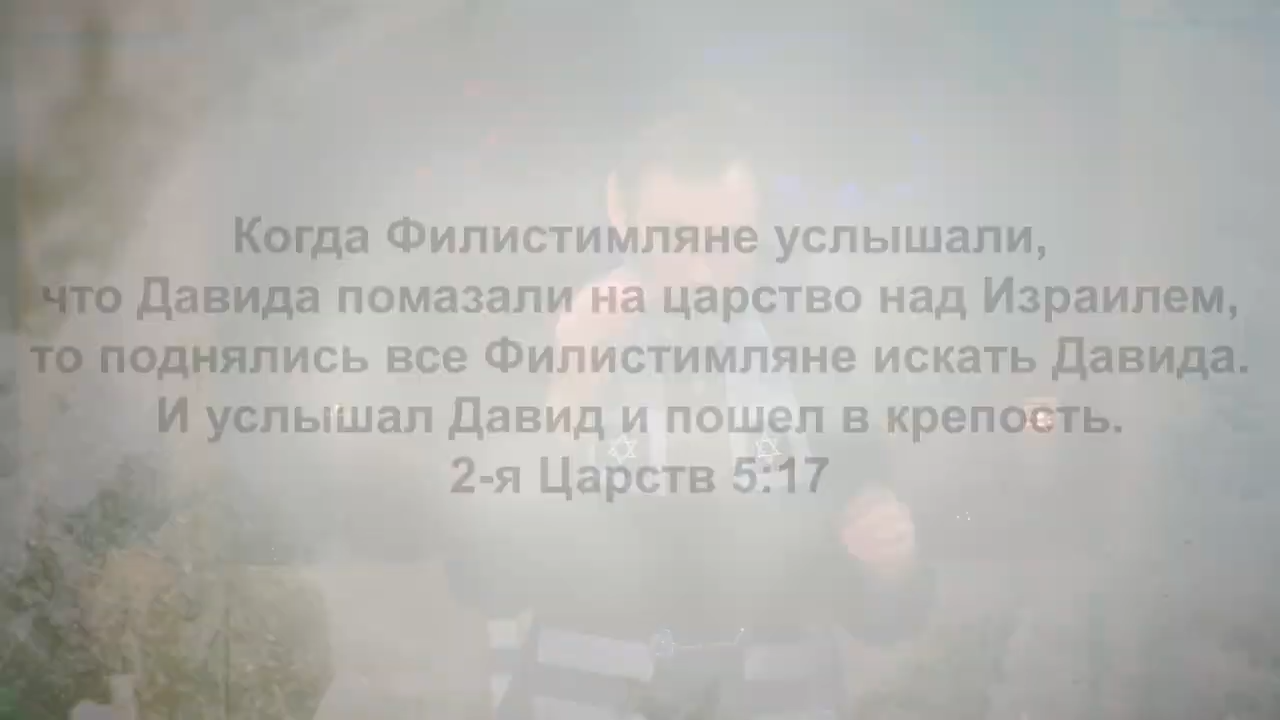 Когда Филистимляне услышали,
что Давида помазали на царство над Израилем,
то поднялись все Филистимляне искать Давида.
И услышал Давид и пошел в крепость.
2-я Царств 5:17